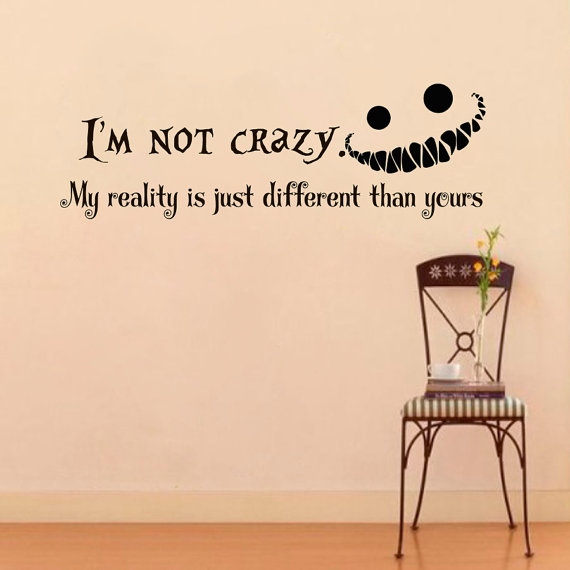 I'm not crazy.
My reality is just different than yours